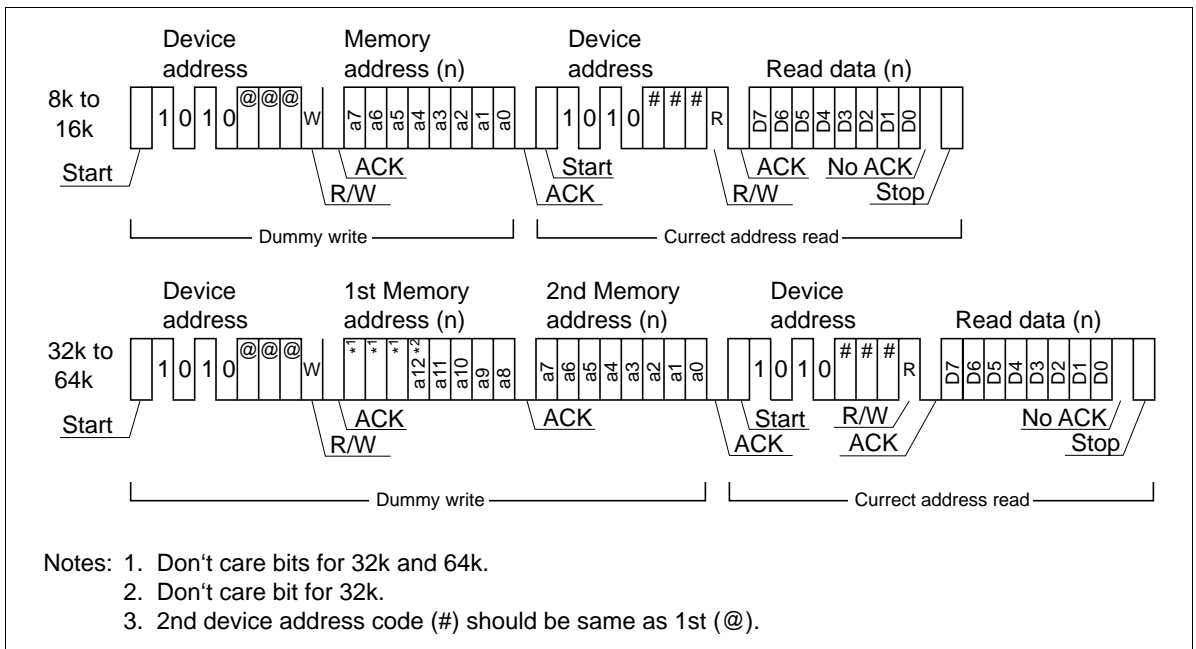 Device Memory Device
address address (n) address Read data (n)
8k to 16k
1 0 1 0 @ @ @ W a7 a6 a5 a4 a3 a2 a1 a0 1 0 1 0 # # # R D7 D6 D5 D4 D3 D2 D1 D0
Start ACK Start ACK No ACK
R/W ACK R/W Stop
Dummy write Currect address read
Device 1st Memory 2nd Memory Device
address address (n) address (n) address Read data (n)
32k to 64k
1 0 1 0 @ @ @ W *1 *1 *1 a12*2 a11 a10 a9 a8 a7 a6 a5 a4 a3 a2 a1 a0 1 0 1 0 # # # R D7 D6 D5 D4 D3 D2 D1 D0
Start ACK ACK Start R/W No ACK
R/W ACK ACK Stop
Dummy write Currect address read
Notes: 1. Don‘t care bits for 32k and 64k.
2. Don‘t care bit for 32k.
3. 2nd device address code (#) should be same as 1st (@).